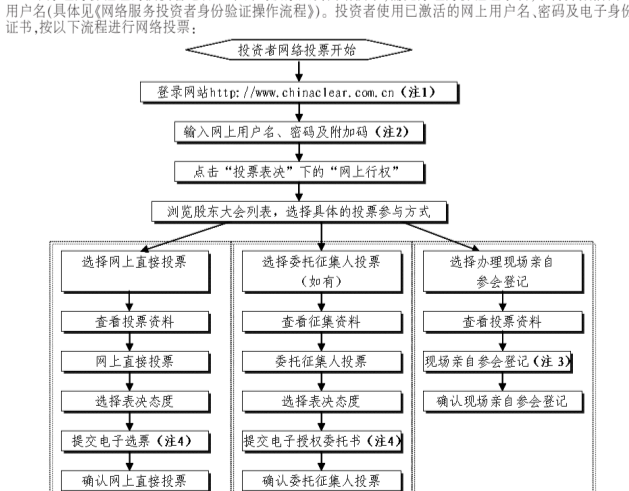 用户名(具体见《网络服务投资者身份验证操作流程》)。投资者使用已激活的网上用户名、密码及电子身份
证书,按以下流程进行网络投票:
投资者网络投票开始
登录网站http://www.chinaclear.com.cn(注1)
输入网上用户名、密码及附加码(注2)
点击“投票表决”下的“网上行权”
浏览股东大会列表，选择具体的投票参与方式
选择网上直接投票
查看投票资料
网上直接投票
选择表决态度
提交电子选票(注4)
确认网上直接投票
选择委托征集人投票
(如有)
查看征集资料
委托征集人投票
选择表决态度
提交电子授权委托书(注4)
确认委托征集人投票
选择办理现场亲自
参会登记
查看投票资料
现场亲自参会登记(注 3)
确认现场亲自参会登记